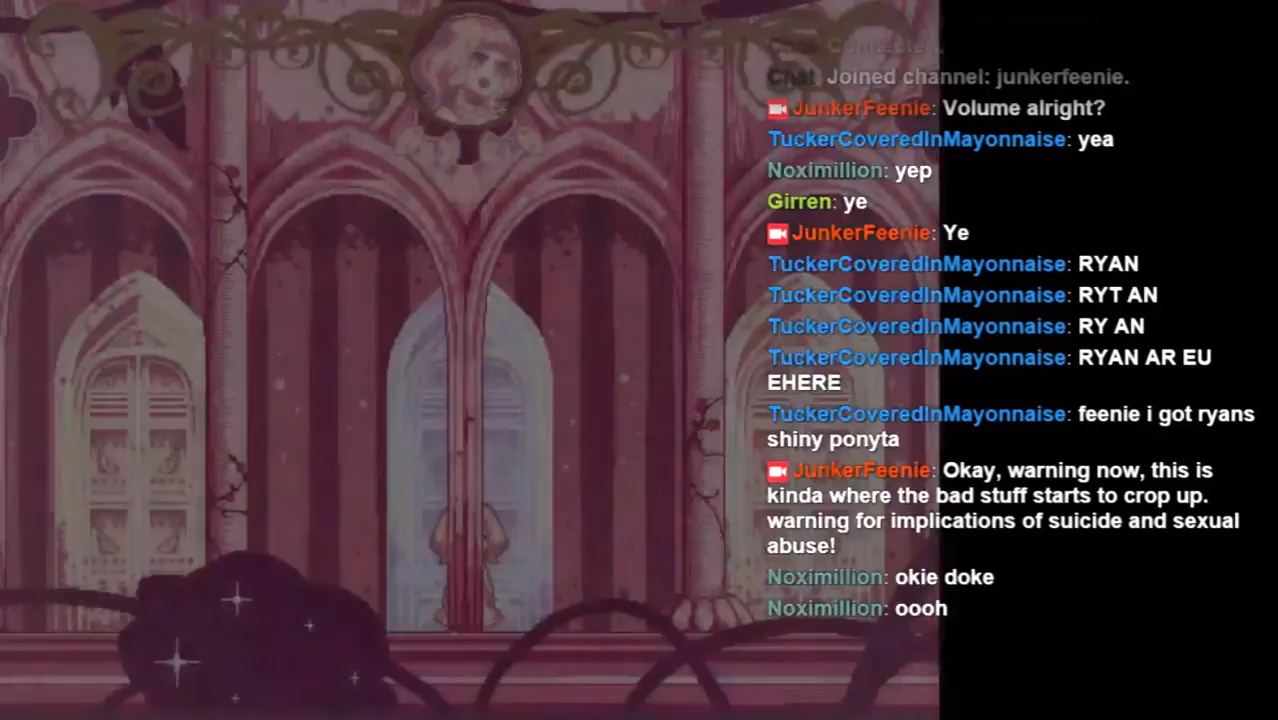 Chat Connected.
Chat Joined channel: junkerfeenie.
JunkerFeenie: Volume alright?
TuckerCoveredInMayonnaise: yea
Noximillion: yep
Girren: ye
JunkerFeenie: Ye
TuckerCoveredInMayonnaise: RYAN
TuckerCoveredInMayonnaise: RYT AN
TuckerCoveredInMayonnaise: RY AN
TuckerCoveredInMayonnaise: RYAN AR EU
EHERE
TuckerCoveredInMayonnaise: feenie i got ryans
shiny ponyta
JunkerFeenie: Okay, warning now, this is
kinda where the bad stuff starts to crop up.
warning for implications of suicide and sexual
abuse!
Noximillion: okie doke
Noximillion: oooh